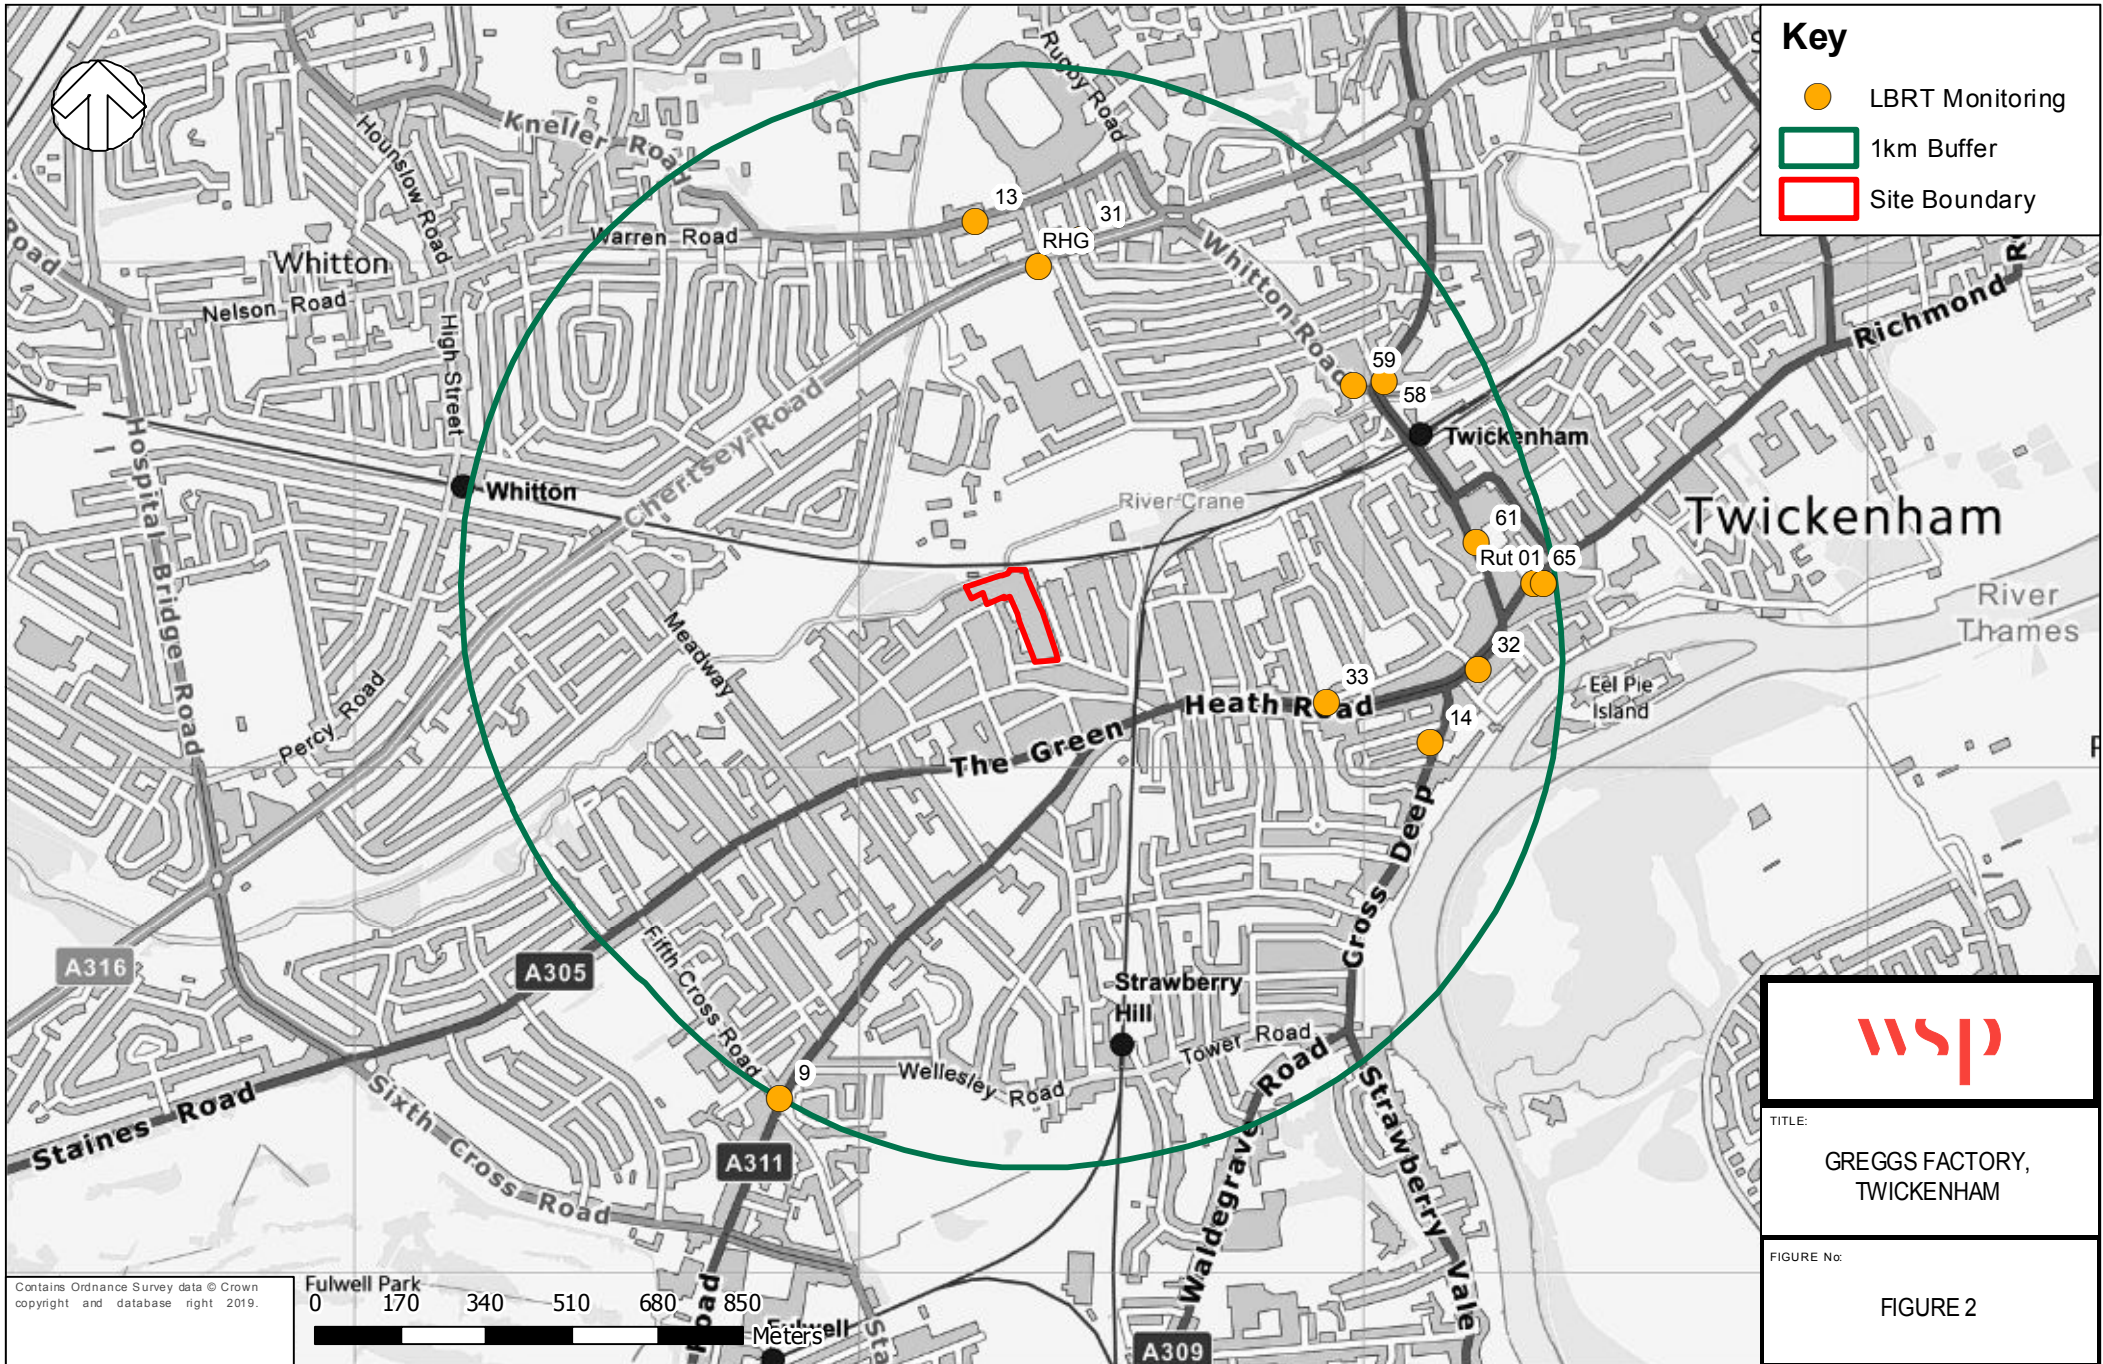 Key
LBRT Monitoring
1km Buffer
Site Boundary
Rugby Road
Kneller Road
Hounslow Road
13
31
RHG
Warren Road
Whitton
Nelson Road
High Street
Whitton Road
Richmond
Road
59
58
Twickenham
Hospital Bridge Road
Chertsey Road
Whitton
River Crane
Twickenham
61
Rut 01
65
River
Thames
Meadway
32
33
Heath Road
Eel Pie
Island
14
Percy Road
The Green
Cross Deep
Fifth Cross Road
A316
A305
Strawberry
Hill
Tower Road
9
Wellesley Road
Staines Road
Sixth Cross Road
A311
Waldegrave Road
Strawberry Vale
wsp
TITLE:
GREGGS FACTORY,
TWICKENHAM
FIGURE No:
FIGURE 2
Contains Ordnance Survey data © Crown
copyright and database right 2019.
Fulwell Park
0 170 340 510 680 850
Meters
Fulwell
Road
Sta
A309